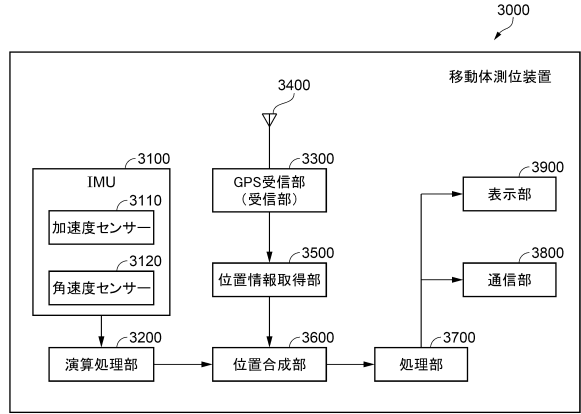 3000
移動体測位装置
3400
3100
IMU
3110
加速度センサー
3120
角速度センサー
3300
GPS受信部
(受信部)
3900
表示部
3500
位置情報取得部
3800
通信部
3200
演算処理部
3600
位置合成部
3700
処理部